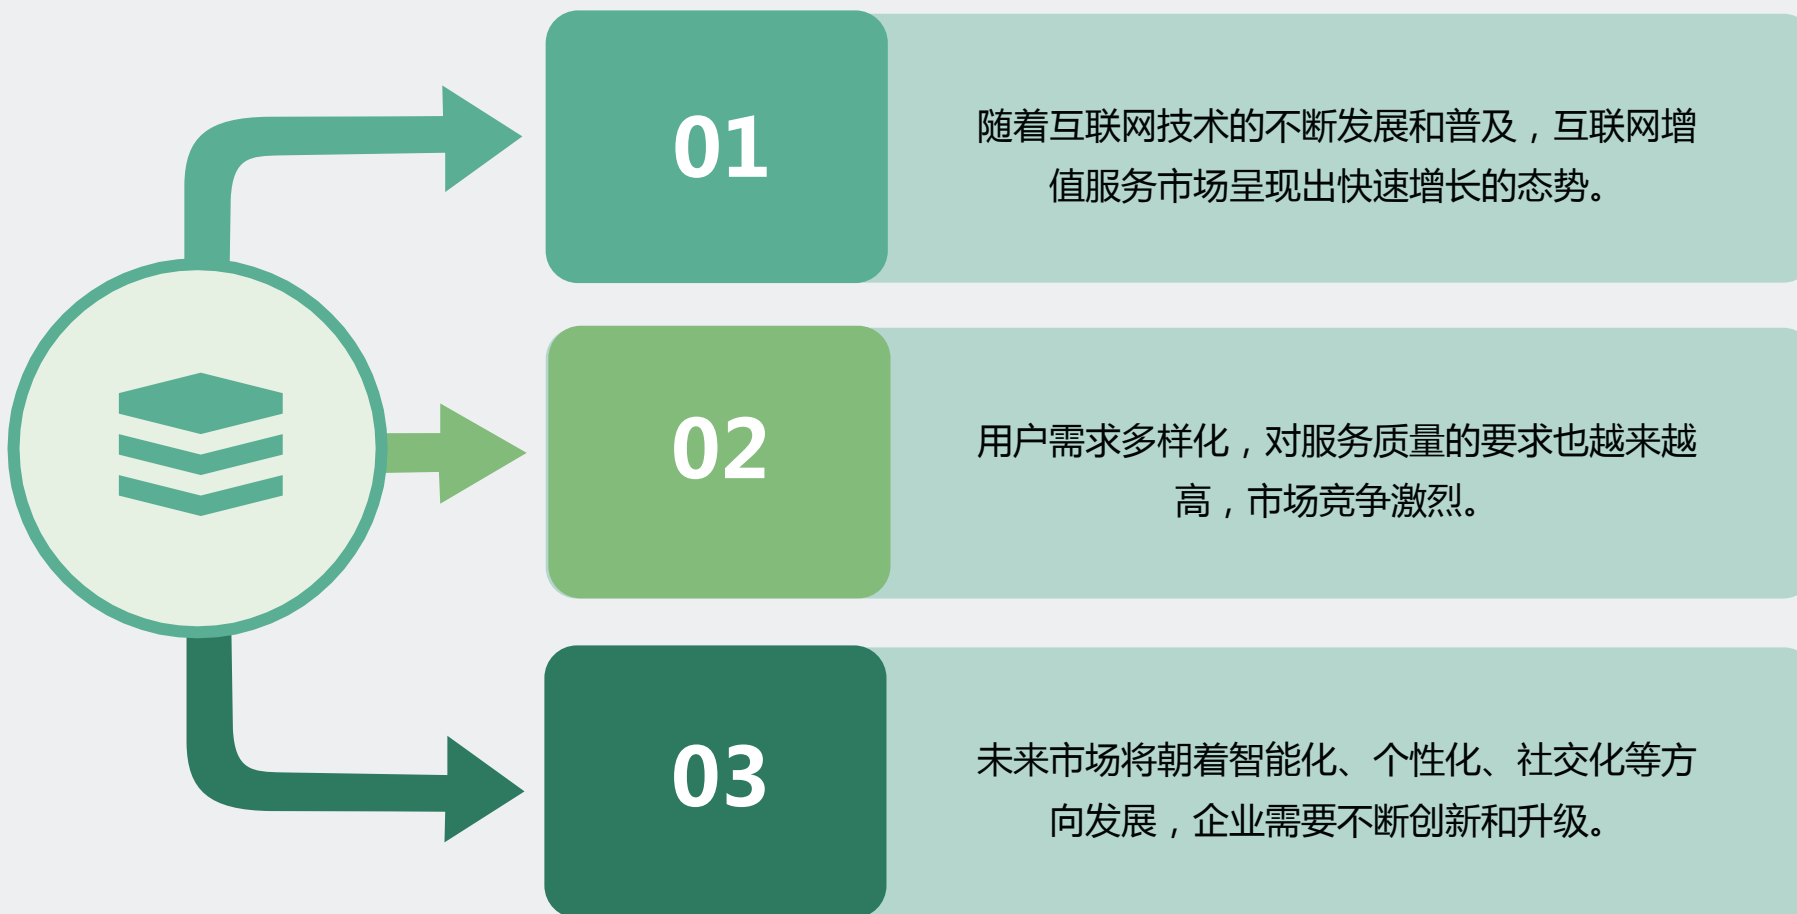 01
随着互联网技术的不断发展和普及，互联网增
值服务市场呈现出快速增长的态势。
02
用户需求多样化，对服务质量的要求也越来越
高，市场竞争激烈。
03
未来市场将朝着智能化、个性化、社交化等方
向发展，企业需要不断创新和升级。